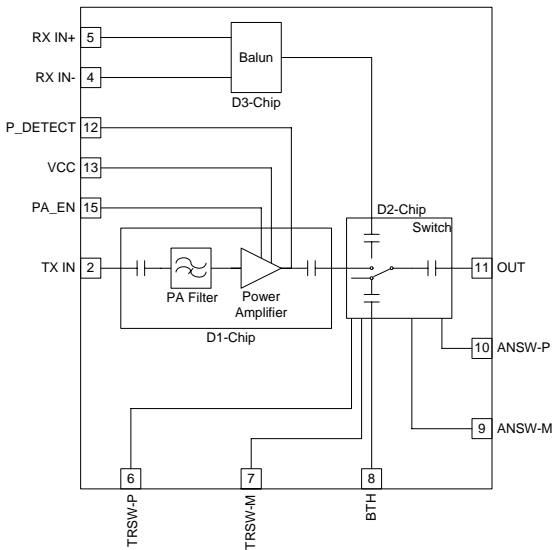 RX IN+
5
Balun
RX IN-
4
D3-Chip
P_DETECT
12
VCC
13
PA_EN
15
D2-Chip
Switch
TX IN
2
11
OUT
PA Filter
Power
Amplifier
D1-Chip
10
ANSW-P
9
ANSW-M
6
7
8
TRSW-P
TRSW-M
BTH